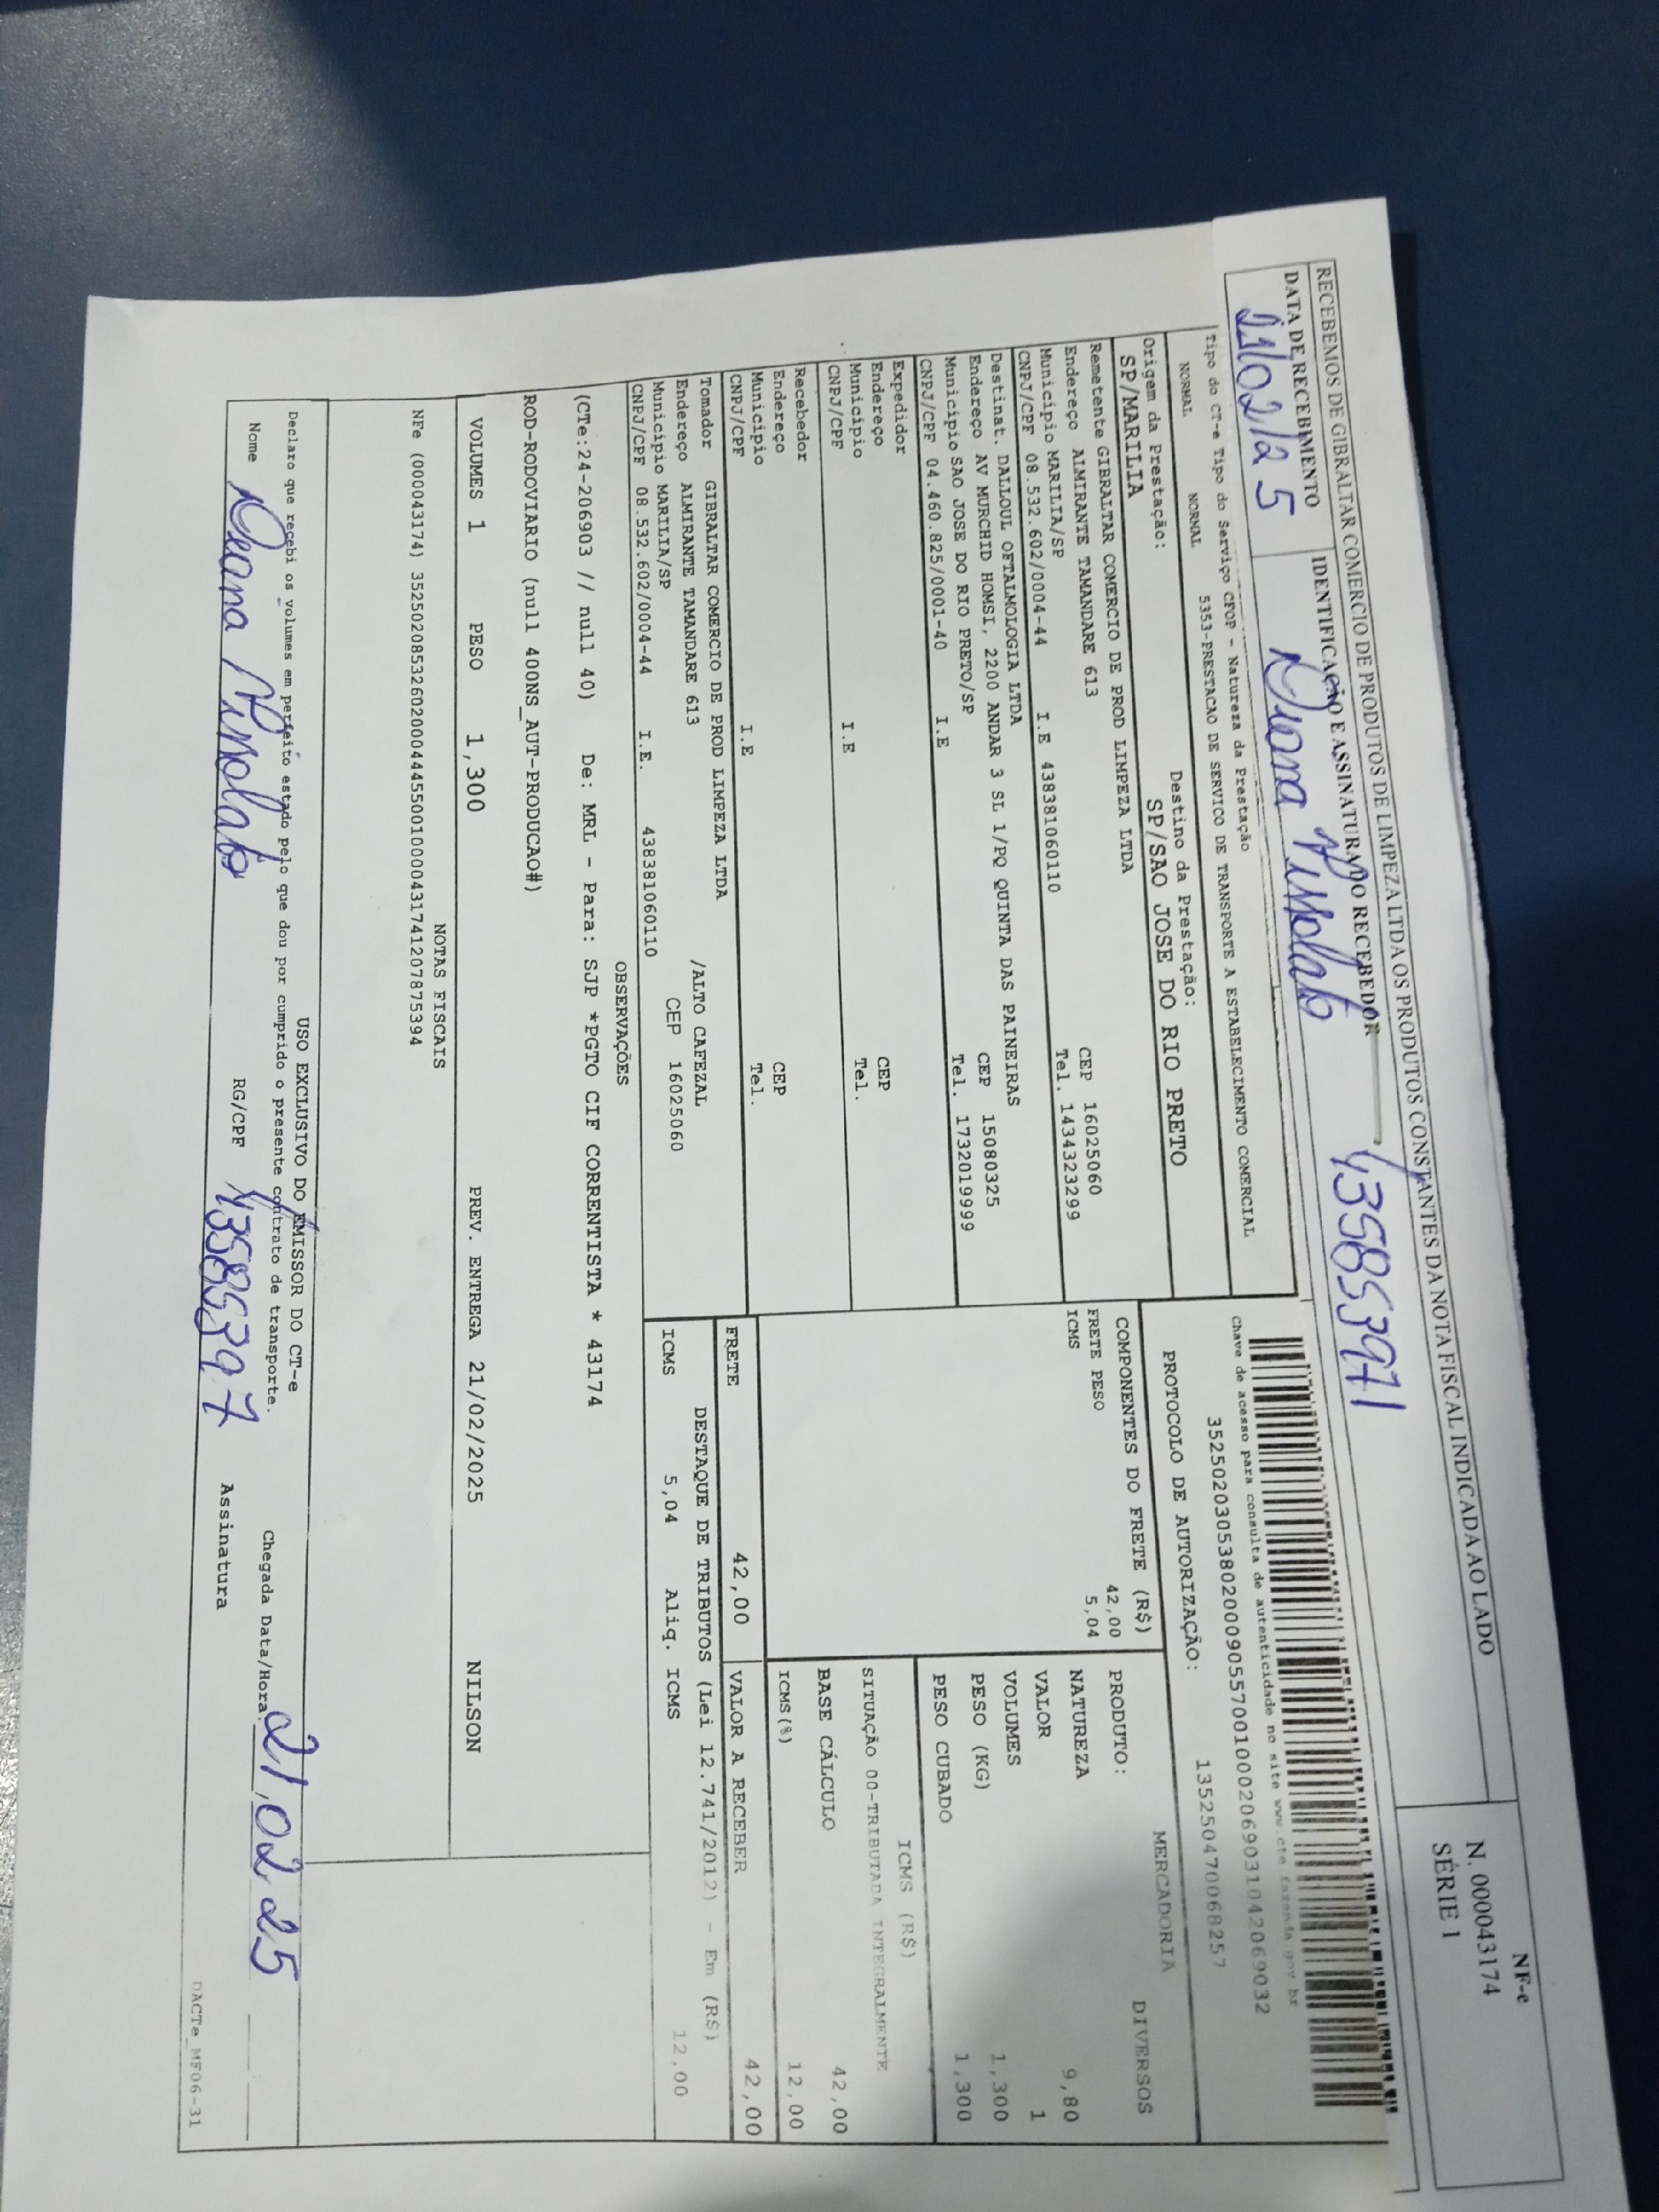 RECEBEMOS DE GIBRALTAR COMERCIO DE PRODUTOS DE LIMPEZA LTDA OS PRODUTOS CONSTANTES DA NOTA FISCAL INDICADA AO LADO
DATA DE RECEBIMENTO IDENTIFICAÇÃO E ASSINATURA DO RECEBEDOR
21/02/25 Diana 435853971
NF-e
N. 000043174
SÉRIE 1
Tipo do CT-e Tipo do Serviço CFOP - Natureza da Prestação
NORMAL NORMAL 5353-PRESTACAO DE SERVICO DE TRANSPORTE A ESTABELECIMENTO COMERCIAL
Origem da Prestação: Destino da Prestação:
SP/MARILIA SP/SAO JOSE DO RIO PRETO
Remetente GIBRALTAR COMERCIO DE PROD LIMPEZA LTDA
Endereço ALMIRANTE TAMANDARE 613 CEP 16025060
Município MARILIA/SP Tel. 1434323299
CNPJ/CPF 08.532.602/0004-44 I.E 438381060110
Destinat. DALLOUL OFTALMOLOGIA LTDA
Endereço AV MURCHID HOMSI, 2200 ANDAR 3 SL 1/PQ QUINTA DAS PAINEIRAS
Município SAO JOSE DO RIO PRETO/SP CEP 15080325
CNPJ/CPF 04.460.825/0001-40 I.E Tel. 1732019999
Expedidor
Endereço
Município CEP
CNPJ/CPF I.E Tel.
Recebedor
Endereço
Município CEP
CNPJ/CPF I.E Tel.
Tomador GIBRALTAR COMERCIO DE PROD LIMPEZA LTDA
Endereço ALMIRANTE TAMANDARE 613 /ALTO CAFEZAL
Município MARILIA/SP CEP 16025060
CNPJ/CPF 08.532.602/0004-44 I.E. 438381060110
Chave de acesso para consulta de autenticidade no site www.cte.fazenda.gov.br
35250203053802000905570010002069031042069032
PROTOCOLO DE AUTORIZAÇÃO: 135250470068257
COMPONENTES DO FRETE (R$)
FRETE PESO 42,00
ICMS 5,04
MERCADORIA
PRODUTO: DIVERSOS
NATUREZA
VALOR 9,80
VOLUMES 1
PESO (KG) 1,300
PESO CUBADO 1,300
ICMS (R$)
SITUAÇÃO 00-TRIBUTADA INTEGRALMENTE
BASE CÁLCULO 42,00
ICMS(%) 12,00
FRETE 42,00 VALOR A RECEBER 42,00
DESTAQUE DE TRIBUTOS (Lei 12.741/2012) - Em (R$)
ICMS 5,04 Aliq. ICMS 12,00
OBSERVAÇÕES
(CTe:24-206903 // null 40) De: MRL - Para: SJP *PGTO CIF CORRENTISTA * 43174
ROD-RODOVIARIO (null 40ONS_AUT-PRODUCAO#)
VOLUMES 1 PESO 1,300 PREV. ENTREGA 21/02/2025 NILSON
NOTAS FISCAIS
NFe (000043174) 35250208532602000444550010000431741207875394
USO EXCLUSIVO DO EMISSOR DO CT-e
Declaro que recebi os volumes em perfeito estado pelo que dou por cumprido o presente contrato de transporte.
Chegada Data/Hora: 21,02,25
Nome RG/CPF 435853977 Assinatura
DACTe_MF06-31